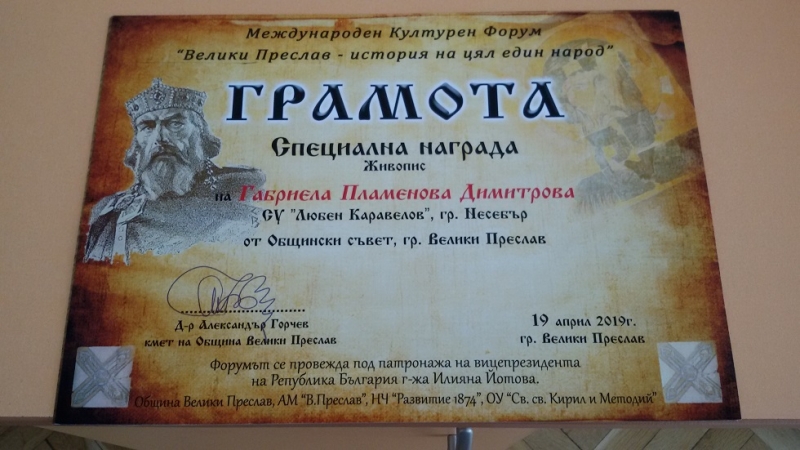 Международен Културен Форум
"Велики Преслав - история на цял един народ"
ГРАМОТА
Специална награда
Живопис
на Габриела Пламенова Димитрова
СУ "Любен Каравелов", гр. Несебър
от Общински съвет, гр. Велики Преслав
Д-р Александър Горчев
кмет на Община Велики Преслав
19 април 2019г.
гр. Велики Преслав
Форумът се провежда под патронажа на вицепрезидента
на Република България г-жа Илияна Йотова.
Община Велики Преслав, АМ "В.Преслав", НЧ "Развитие 1874", ОУ "Св. св. Кирил и Методий"